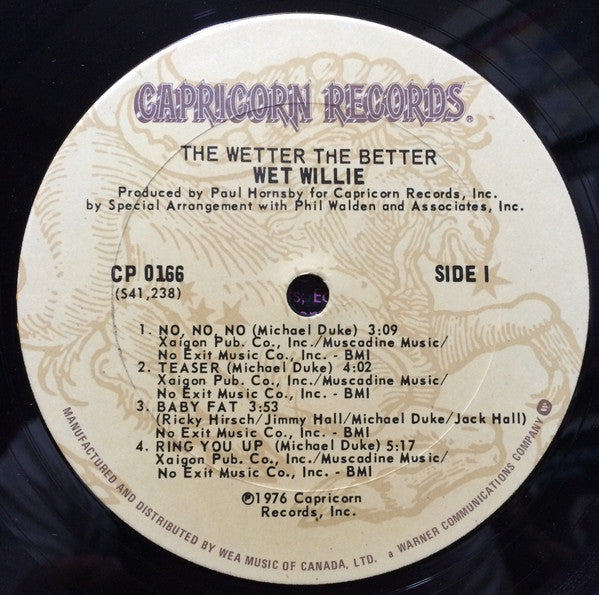 CAPRICORN RECORDS®
THE WETTER THE BETTER
WET WILLIE
Produced by Paul Hornsby for Capricorn Records, Inc.
by Special Arrangement with Phil Walden and Associates, Inc.
CP 0166
(S41,238)
SIDE I
1. NO, NO, NO (Michael Duke) 3:09
Xaigon Pub. Co., Inc./Muscadine Music/
No Exit Music Co., Inc. - BMI
2. TEASER (Michael Duke) 4:02
Xaigon Pub. Co., Inc./Muscadine Music/
No Exit Music Co., Inc. - BMI
3. BABY FAT 3:53
(Ricky Hirsch/Jimmy Hall/Michael Duke/Jack Hall)
No Exit Music Co., Inc. - BMI
4. RING YOU UP (Michael Duke) 5:17
Xaigon Pub. Co., Inc./Muscadine Music/
No Exit Music Co., Inc. - BMI
℗1976 Capricorn
Records, Inc.
MANUFACTURED AND DISTRIBUTED BY WEA MUSIC OF CANADA, LTD. a WARNER COMMUNICATIONS COMPANY